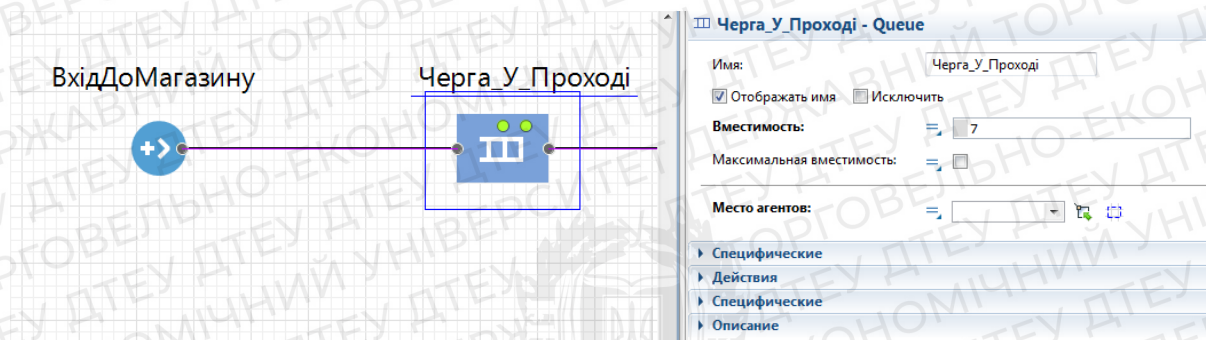 ВхідДоМагазину
Черга_У_Проході
Черга_У_Проході - Queue
Имя:
Черга_У_Проході
Отображать имя
Исключить
Вместимость:
7
Максимальная вместимость:
Место агентов:
Специфические
Действия
Специфические
Описание